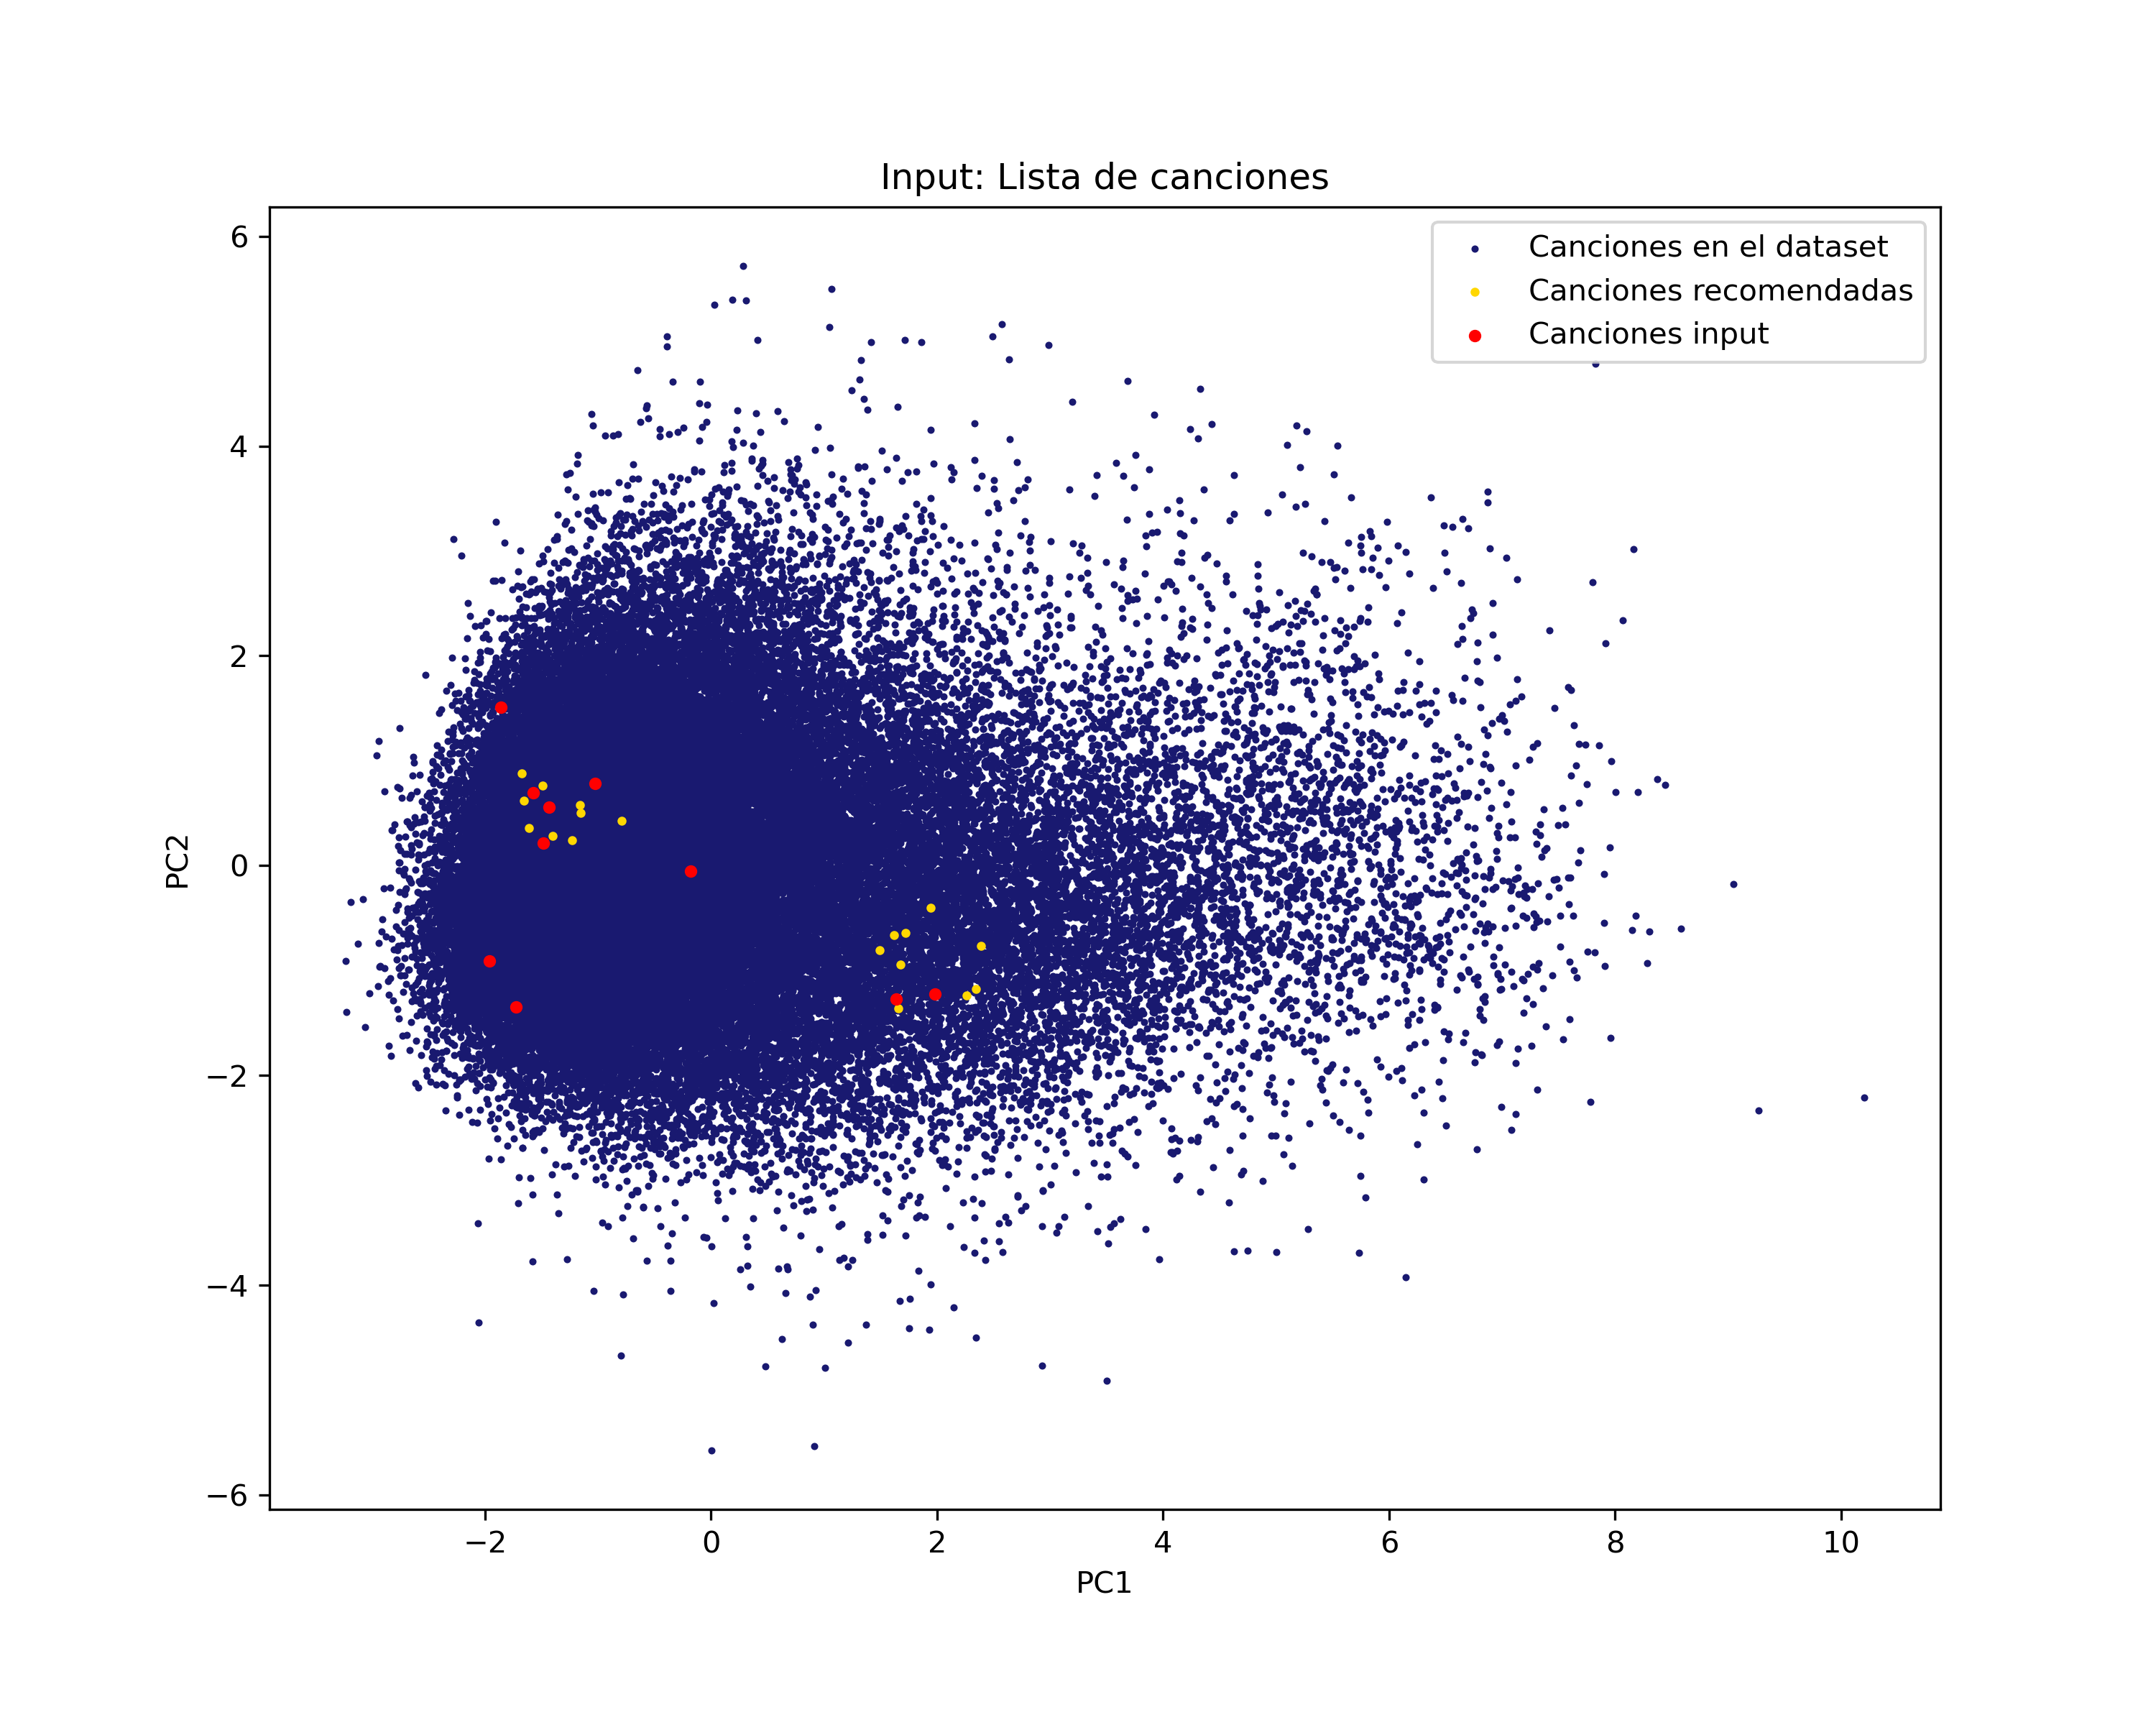 Input: Lista de canciones
Canciones en el dataset
Canciones recomendadas
Canciones input
6
4
2
0
−2
−4
−6
PC2
−2 0 2 4 6 8 10
PC1